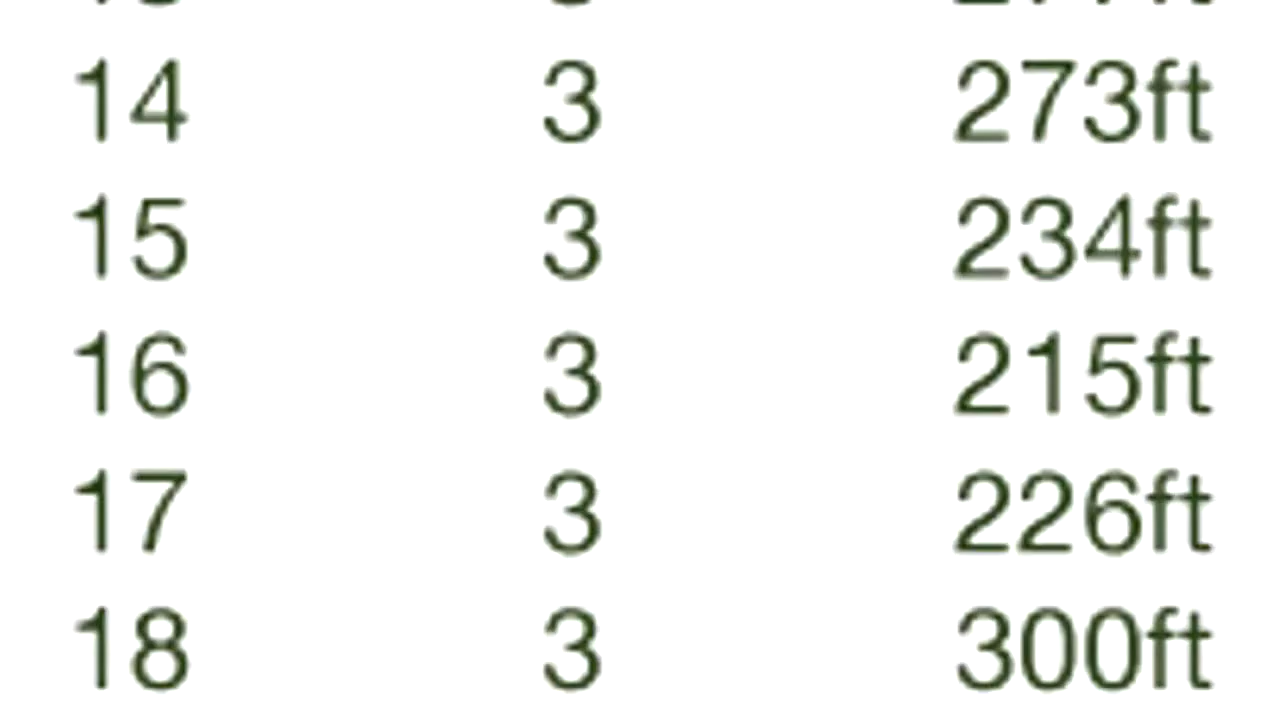 14 3 273ft
15 3 234ft
16 3 215ft
17 3 226ft
18 3 300ft